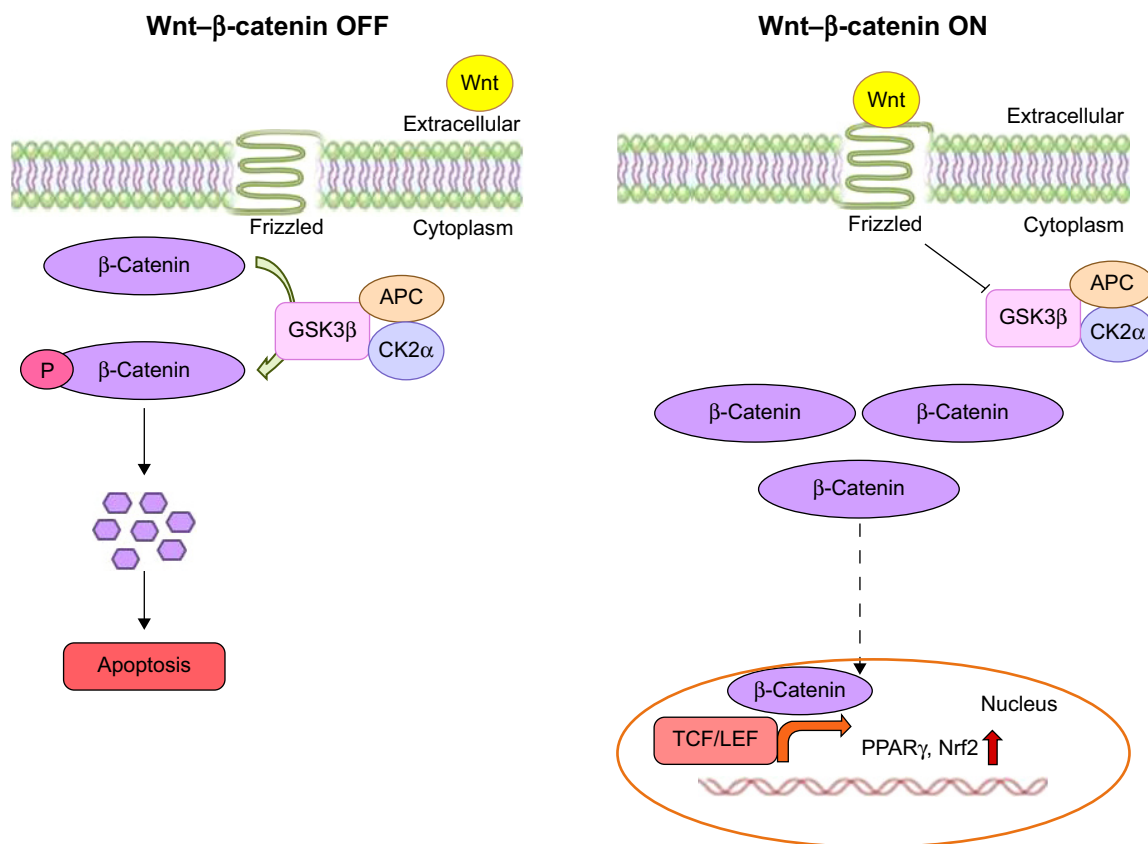 Wnt–β-catenin OFF
Wnt
Extracellular
Frizzled
Cytoplasm
β-Catenin
APC
GSK3β
CK2α
P
β-Catenin
Apoptosis
Wnt–β-catenin ON
Wnt
Extracellular
Frizzled
Cytoplasm
APC
GSK3β
CK2α
β-Catenin
β-Catenin
β-Catenin
β-Catenin
Nucleus
TCF/LEF
PPARγ, Nrf2